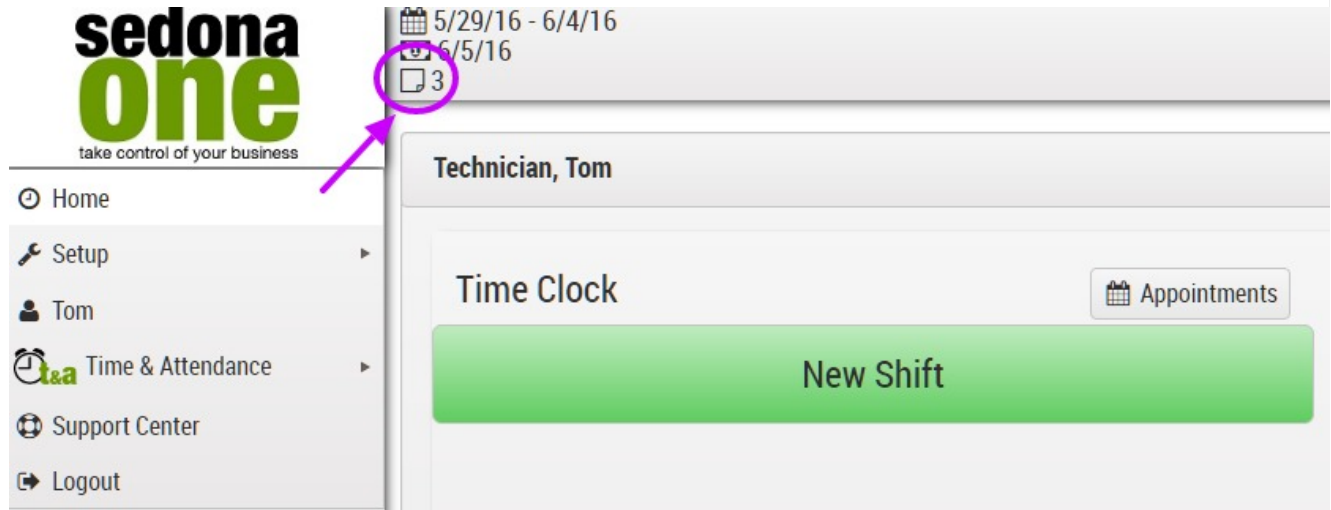 sedona
one
take control of your business
Home
Setup
Tom
t&a Time & Attendance
Support Center
Logout
5/29/16 - 6/4/16
6/5/16
3
Technician, Tom
Time Clock
Appointments
New Shift